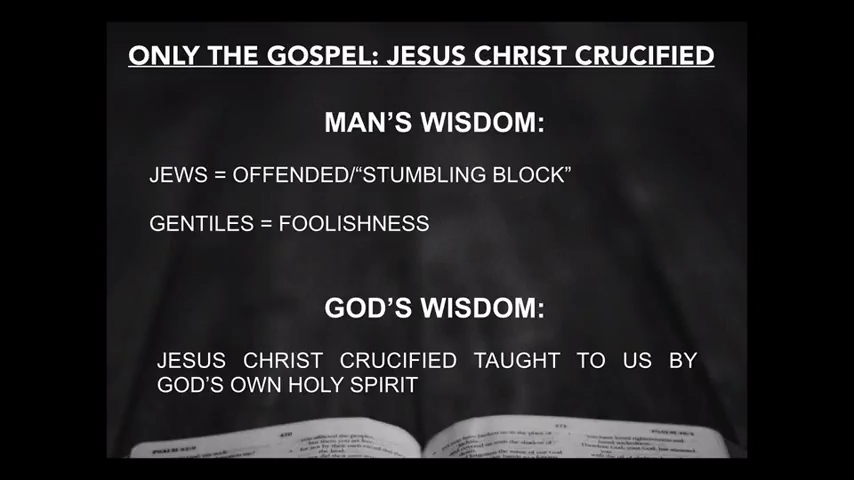 ONLY THE GOSPEL: JESUS CHRIST CRUCIFIED
MAN’S WISDOM:
JEWS = OFFENDED/“STUMBLING BLOCK”
GENTILES = FOOLISHNESS
GOD’S WISDOM:
JESUS CHRIST CRUCIFIED TAUGHT TO US BY
GOD’S OWN HOLY SPIRIT